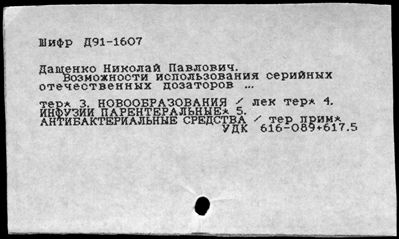 Шифр Д91-1607
Дащенко Николай Павлович.
Возможности использования серийных
отечественных дозаторов ...
тер* 3. НОВООБРАЗОВАНИЯ / лек тер* 4.
ИНФУЗИИ ПАРЕНТЕРАЛЬНЫЕ* 5.
АНТИБАКТЕРИАЛЬНЫЕ СРЕДСТВА / тер прим*
УДК 616-089+617.5